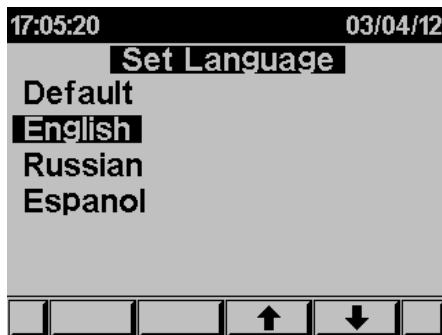 17:05:20 03/04/12
Set Language
Default
English
Russian
Espanol